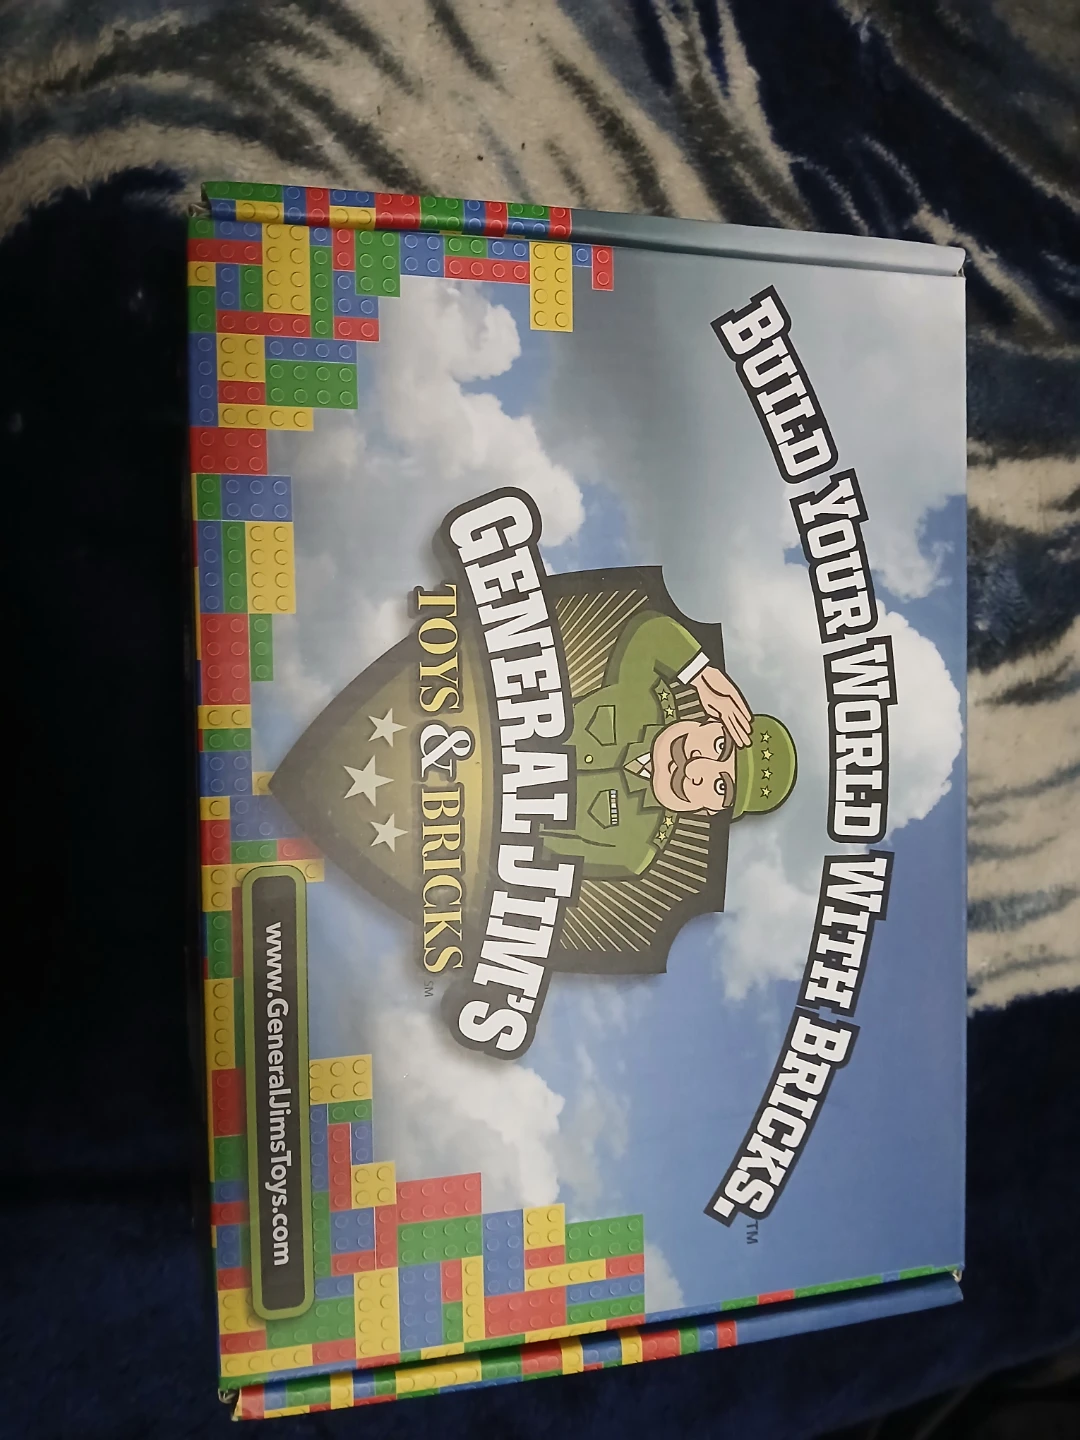 BUILD YOUR WORLD WITH BRICKS.™
GENERAL JIM'S
TOYS & BRICKS℠
www.GeneralJimsToys.com